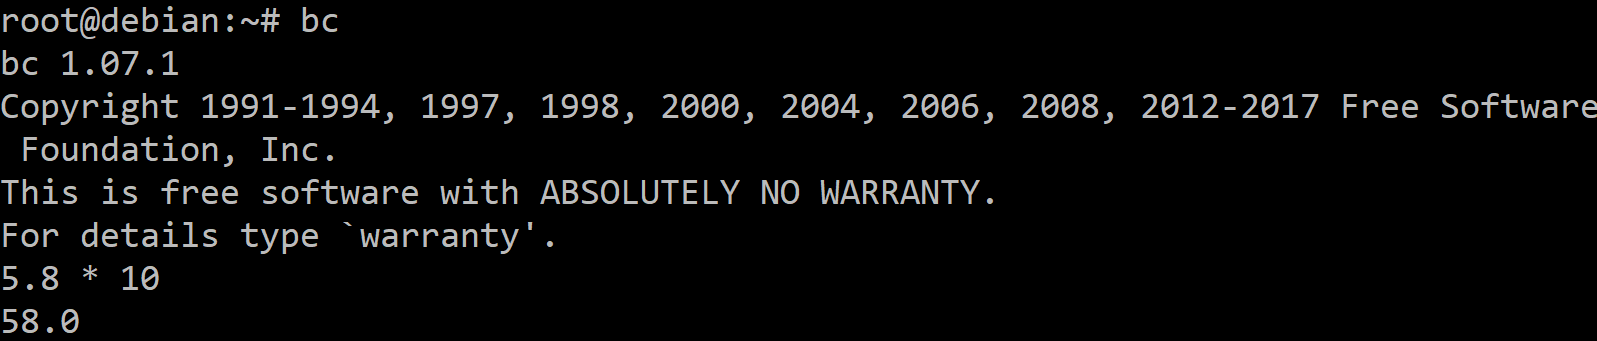 root@debian:~# bc
bc 1.07.1
Copyright 1991-1994, 1997, 1998, 2000, 2004, 2006, 2008, 2012-2017 Free Software
 Foundation, Inc.
This is free software with ABSOLUTELY NO WARRANTY.
For details type `warranty'.
5.8 * 10
58.0